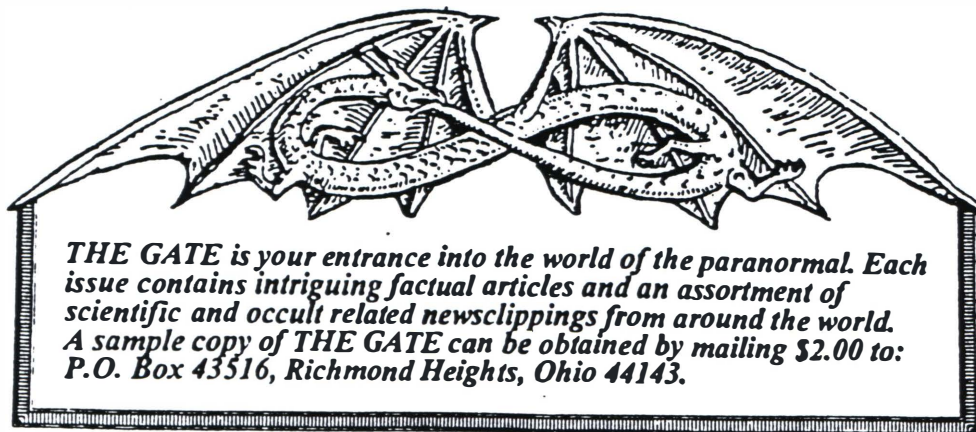 THE GATE is your entrance into the world of the paranormal. Each
issue contains intriguing factual articles and an assortment of
scientific and occult related newsclippings from around the world.
A sample copy of THE GATE can be obtained by mailing $2.00 to:
P.O. Box 43516, Richmond Heights, Ohio 44143.